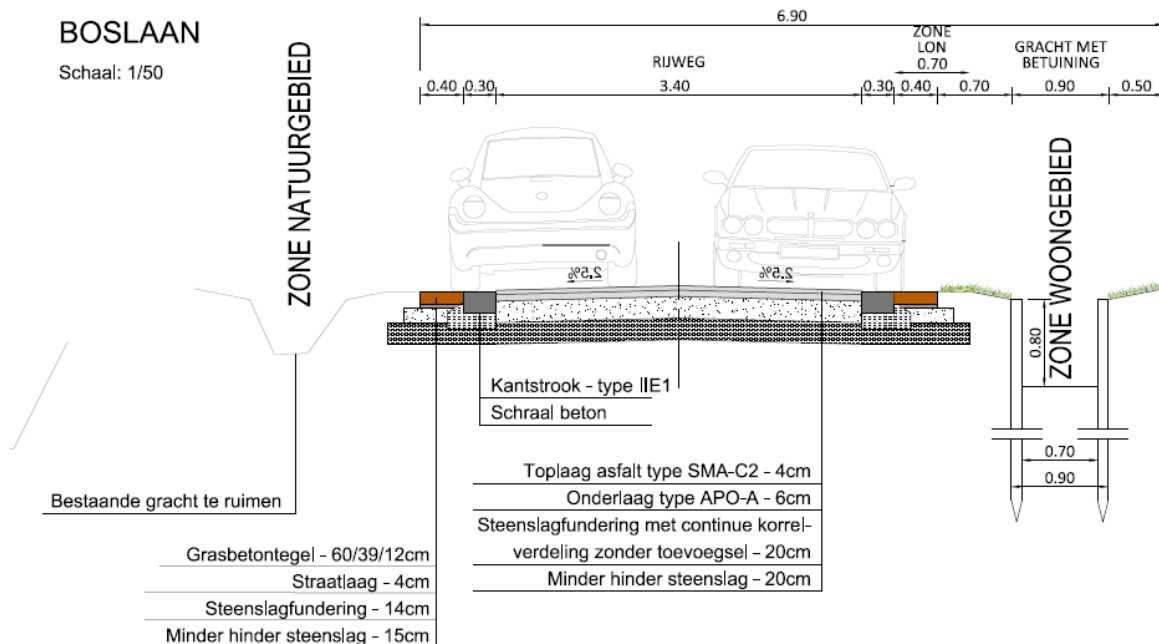 BOSLAAN
Schaal: 1/50
ZONE NATUURGEBIED
6.90
RIJWEG
ZONE
LON
0.70
GRACHT MET
BETUINING
0.40
0.30
3.40
0.30
0.40
0.70
0.90
0.50
2.5%
2.5%
ZONE WOONGEBIED
0.80
Kantstrook - type IIE1
Schraal beton
0.70
0.90
Toplaag asfalt type SMA-C2 - 4cm
Onderlaag type APO-A - 6cm
Steenslagfundering met continue korrel-
verdeling zonder toevoegsel - 20cm
Minder hinder steenslag - 20cm
Bestaande gracht te ruimen
Grasbetontegel - 60/39/12cm
Straatlaag - 4cm
Steenslagfundering - 14cm
Minder hinder steenslag - 15cm